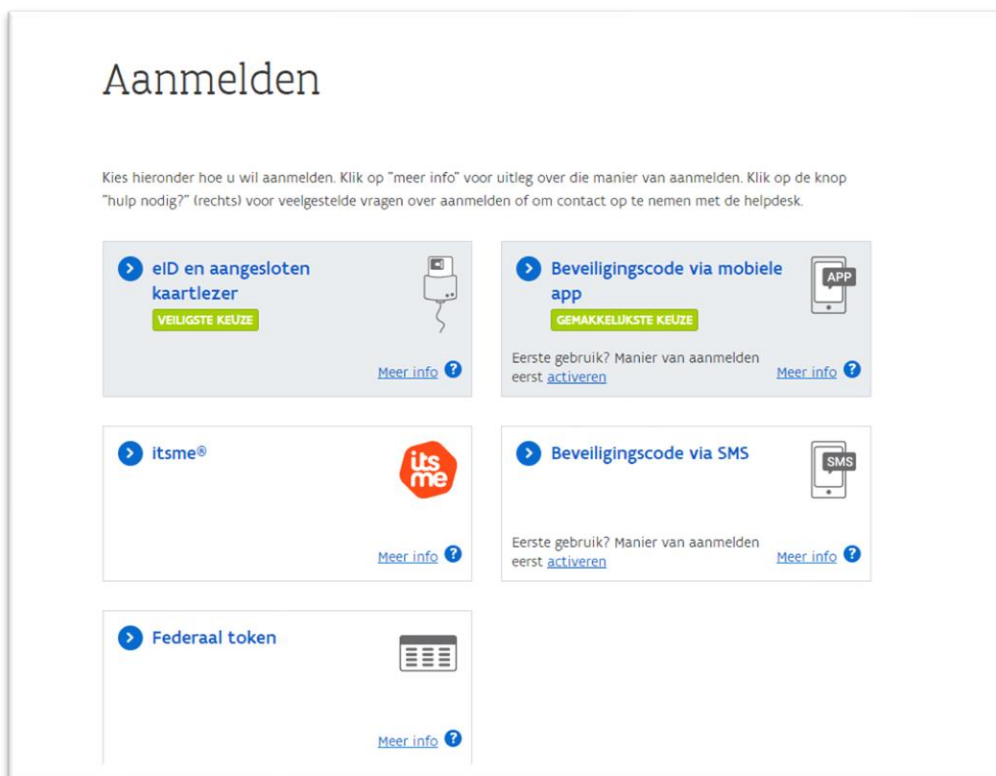 Aanmelden
Kies hieronder hoe u wil aanmelden. Klik op "meer info" voor uitleg over die manier van aanmelden. Klik op de knop
"hulp nodig?" (rechts) voor veelgestelde vragen over aanmelden of om contact op te nemen met de helpdesk.
eID en aangesloten
kaartlezer
VEILIGSTE KEUZE
Meer info ?
Beveiligingscode via mobiele
app
APP
GEMAKKELIJKSTE KEUZE
Eerste gebruik? Manier van aanmelden
eerst activeren
Meer info ?
itsme®
its
me
Meer info ?
Beveiligingscode via SMS
SMS
Eerste gebruik? Manier van aanmelden
eerst activeren
Meer info ?
Federaal token
Meer info ?